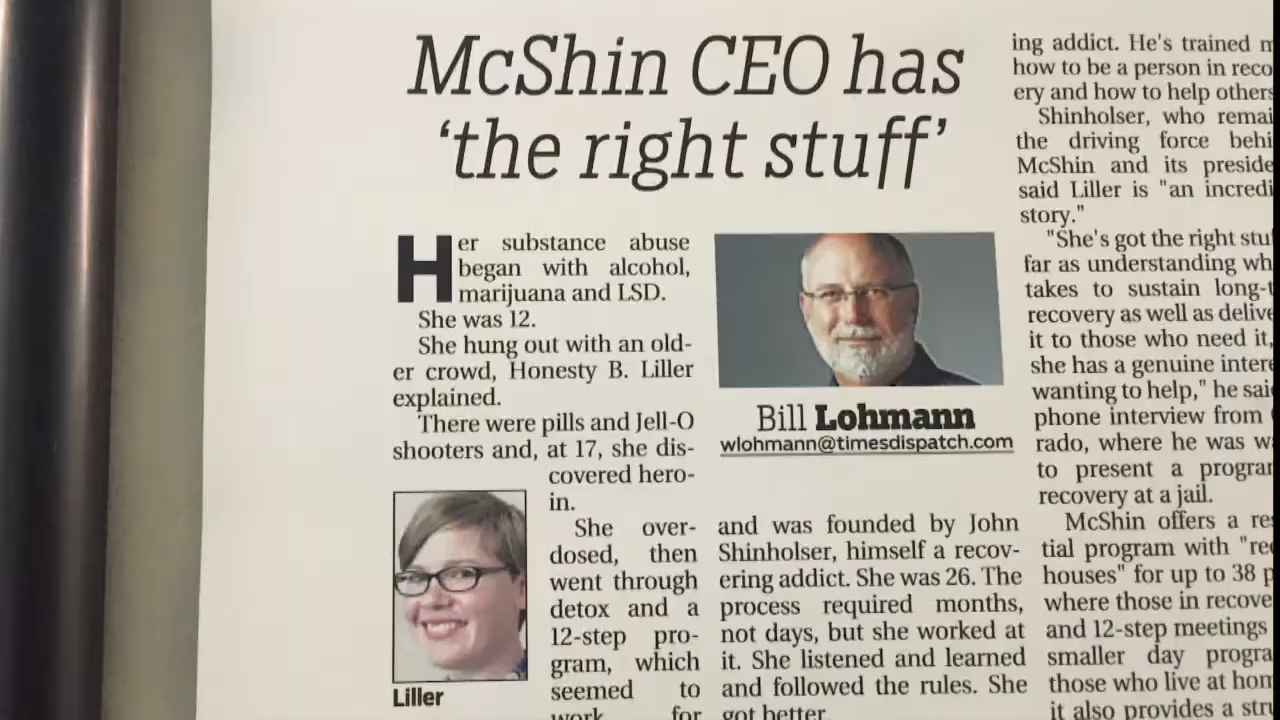 McShin CEO has
‘the right stuff’
Her substance abuse
began with alcohol,
marijuana and LSD.
She was 12.
She hung out with an old-
er crowd, Honesty B. Liller
explained.
There were pills and Jell-O
shooters and, at 17, she dis-
covered hero-
in.
She over-
dosed, then
went through
detox and a
12-step pro-
gram, which
seemed to
work for
Liller
Bill Lohmann
wlohmann@timesdispatch.com
and was founded by John
Shinholser, himself a recov-
ering addict. She was 26. The
process required months,
not days, but she worked at
it. She listened and learned
and followed the rules. She
got better.
ing addict. He's trained
how to be a person in reco
ery and how to help others
Shinholser, who remai
the driving force behi
McShin and its preside
said Liller is "an incredi
story."
"She's got the right stu
far as understanding wh
takes to sustain long-
recovery as well as delive
it to those who need it,
she has a genuine intere
wanting to help," he said
phone interview from
rado, where he was w
to present a program
recovery at a jail.
McShin offers a res
tial program with "rec
houses" for up to 38 p
where those in recove
and 12-step meetings
smaller day progra
those who live at hom
it also provides a stru